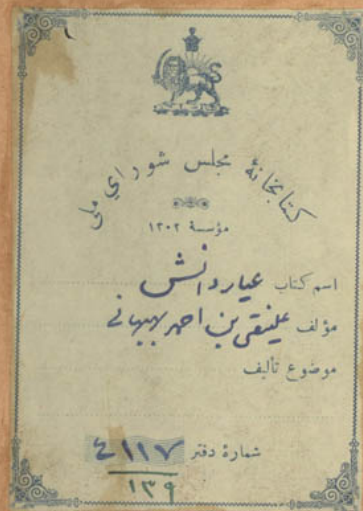 کتابخانهٔ مجلس شورای ملی
مؤسسهٔ ۱۳۰۲
اسم کتاب عیار دانش
مؤلف علینقی بن احمد بهبهانی
موضوع تألیف
شمارهٔ دفتر ۴۱۱۷
۱۳۹